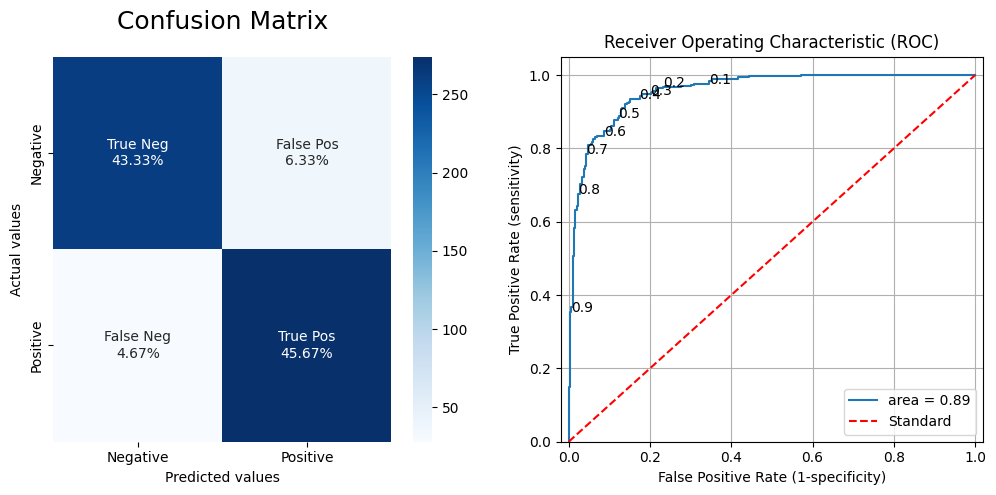 Confusion Matrix
Actual values
Negative
Positive
True Neg
43.33%
False Pos
6.33%
False Neg
4.67%
True Pos
45.67%
Negative
Positive
Predicted values
250
200
150
100
50
Receiver Operating Characteristic (ROC)
True Positive Rate (sensitivity)
1.0
0.8
0.6
0.4
0.2
0.0
0.1
0.2
0.3
0.4
0.5
0.6
0.7
0.8
0.9
area = 0.89
Standard
0.0
0.2
0.4
0.6
0.8
1.0
False Positive Rate (1-specificity)